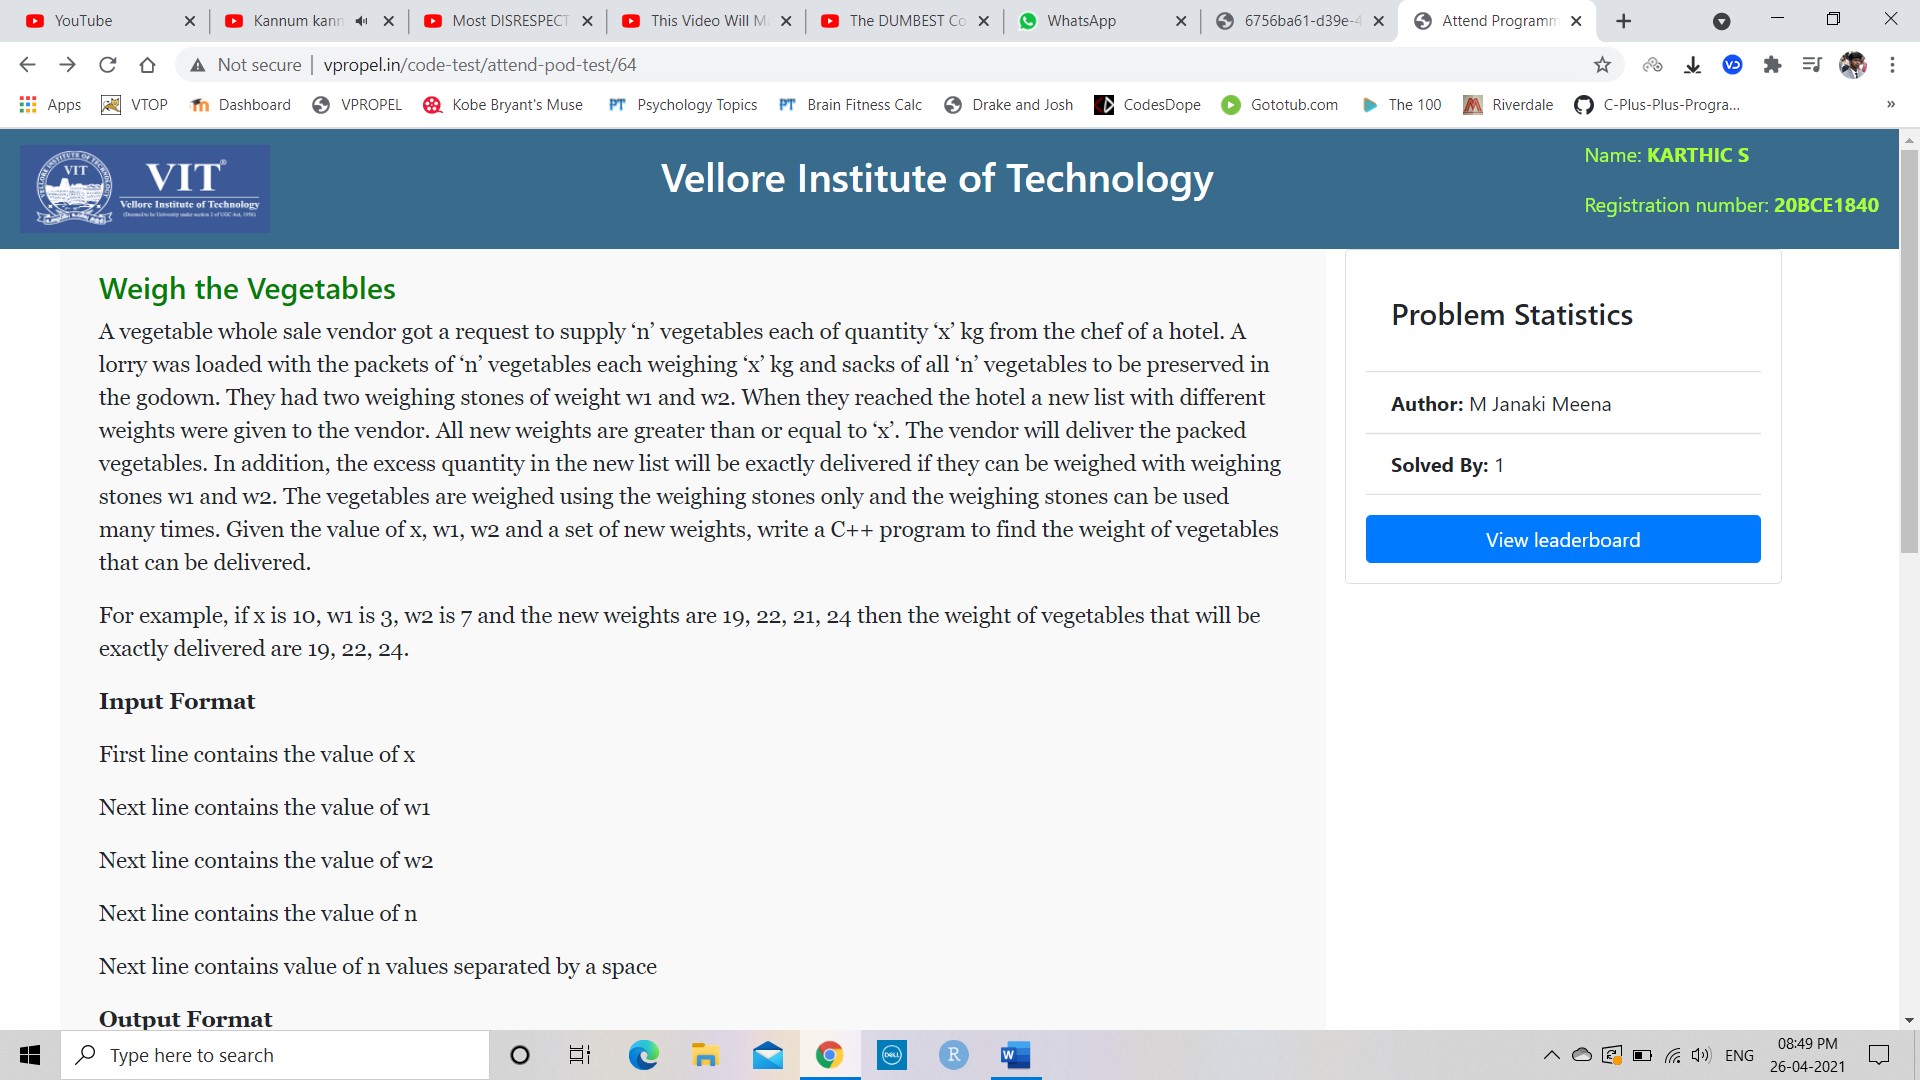 YouTube
Kannum kann
Most DISRESPECT
This Video Will M
The DUMBEST Co
WhatsApp
6756ba61-d39e-4
Attend Programm
Not secure
vpropel.in/code-test/attend-pod-test/64
Apps
VTOP
Dashboard
VPROPEL
Kobe Bryant's Muse
PT Psychology Topics
PT Brain Fitness Calc
Drake and Josh
CodesDope
Gototub.com
The 100
Riverdale
C-Plus-Plus-Progra...
»
VIT
VIT
Vellore Institute of Technology
(Deemed to be University under section 3 of UGC Act, 1956)
Vellore Institute of Technology
Name: KARTHIC S
Registration number: 20BCE1840
Weigh the Vegetables
A vegetable whole sale vendor got a request to supply ‘n’ vegetables each of quantity ‘x’ kg from the chef of a hotel. A
lorry was loaded with the packets of ‘n’ vegetables each weighing ‘x’ kg and sacks of all ‘n’ vegetables to be preserved in
the godown. They had two weighing stones of weight w1 and w2. When they reached the hotel a new list with different
weights were given to the vendor. All new weights are greater than or equal to ‘x’. The vendor will deliver the packed
vegetables. In addition, the excess quantity in the new list will be exactly delivered if they can be weighed with weighing
stones w1 and w2. The vegetables are weighed using the weighing stones only and the weighing stones can be used
many times. Given the value of x, w1, w2 and a set of new weights, write a C++ program to find the weight of vegetables
that can be delivered.
For example, if x is 10, w1 is 3, w2 is 7 and the new weights are 19, 22, 21, 24 then the weight of vegetables that will be
exactly delivered are 19, 22, 24.
Input Format
First line contains the value of x
Next line contains the value of w1
Next line contains the value of w2
Next line contains the value of n
Next line contains value of n values separated by a space
Output Format
Problem Statistics
Author: M Janaki Meena
Solved By: 1
View leaderboard
Type here to search
DELL
R
W
ENG
08:49 PM
26-04-2021